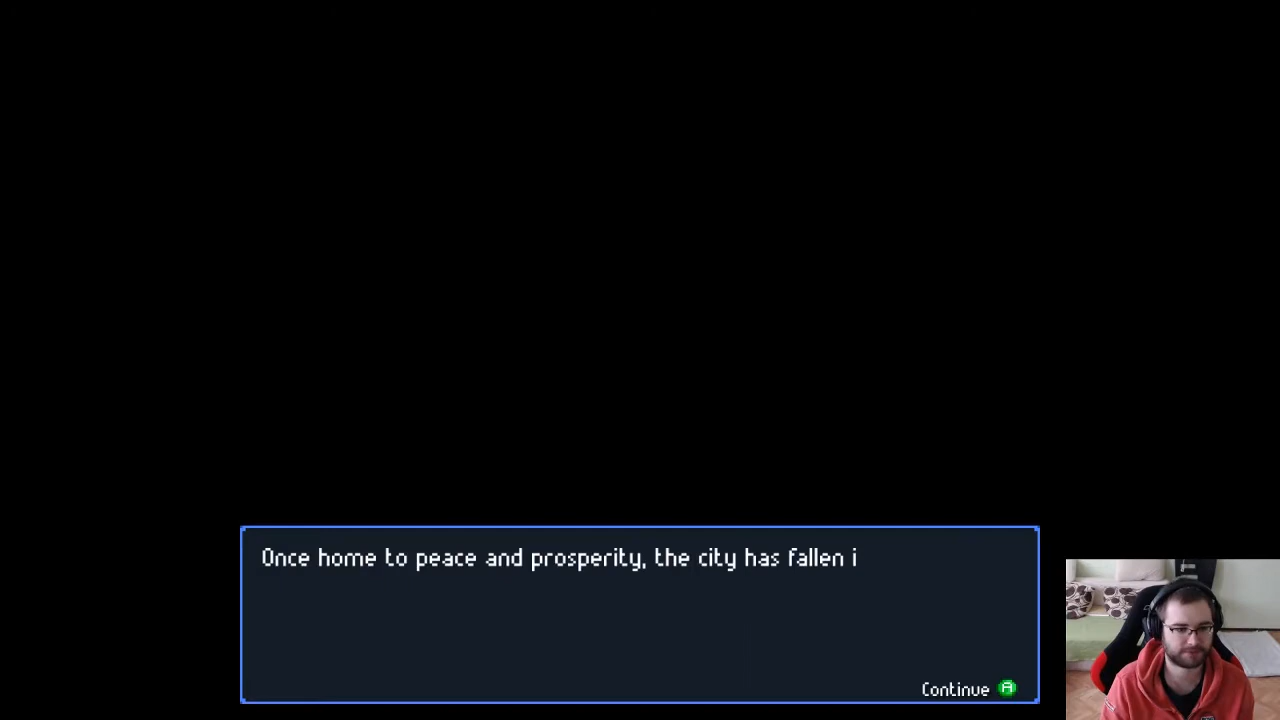 Once home to peace and prosperity, the city has fallen i
Continue A